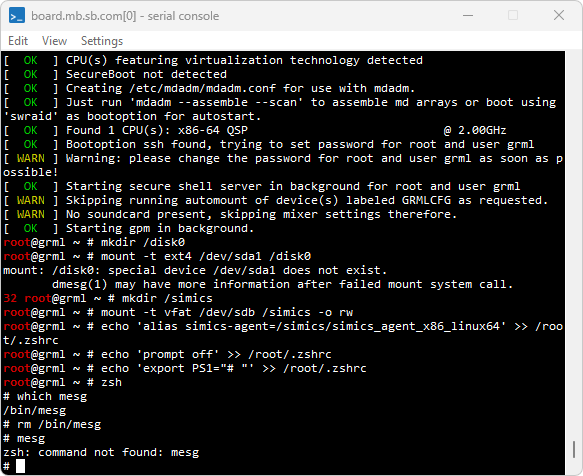 board.mb.sb.com[0] - serial console
Edit View Settings
[  OK  ] CPU(s) featuring virtualization technology detected
[  OK  ] SecureBoot not detected
[  OK  ] Creating /etc/mdadm/mdadm.conf for use with mdadm.
[  OK  ] Just run 'mdadm --assemble --scan' to assemble md arrays or boot using
'swraid' as bootoption for autostart.
[  OK  ] Found 1 CPU(s): x86-64 QSP                            @ 2.00GHz
[  OK  ] Bootoption ssh found, trying to set password for root and user grml
[ WARN ] Warning: please change the password for root and user grml as soon as p
ossible!
[  OK  ] Starting secure shell server in background for root and user grml
[ WARN ] Skipping running automount of device(s) labeled GRMLCFG as requested.
[ WARN ] No soundcard present, skipping mixer settings therefore.
[  OK  ] Starting gpm in background.
root@grml ~ # mkdir /disk0
root@grml ~ # mount -t ext4 /dev/sda1 /disk0
mount: /disk0: special device /dev/sda1 does not exist.
       dmesg(1) may have more information after failed mount system call.
32 root@grml ~ # mkdir /simics
root@grml ~ # mount -t vfat /dev/sdb /simics -o rw
root@grml ~ # echo 'alias simics-agent=/simics/simics_agent_x86_linux64' >> /roo
t/.zshrc
root@grml ~ # echo 'prompt off' >> /root/.zshrc
root@grml ~ # echo 'export PS1="# "' >> /root/.zshrc
root@grml ~ # zsh
# which mesg
/bin/mesg
# rm /bin/mesg
# mesg
zsh: command not found: mesg
#